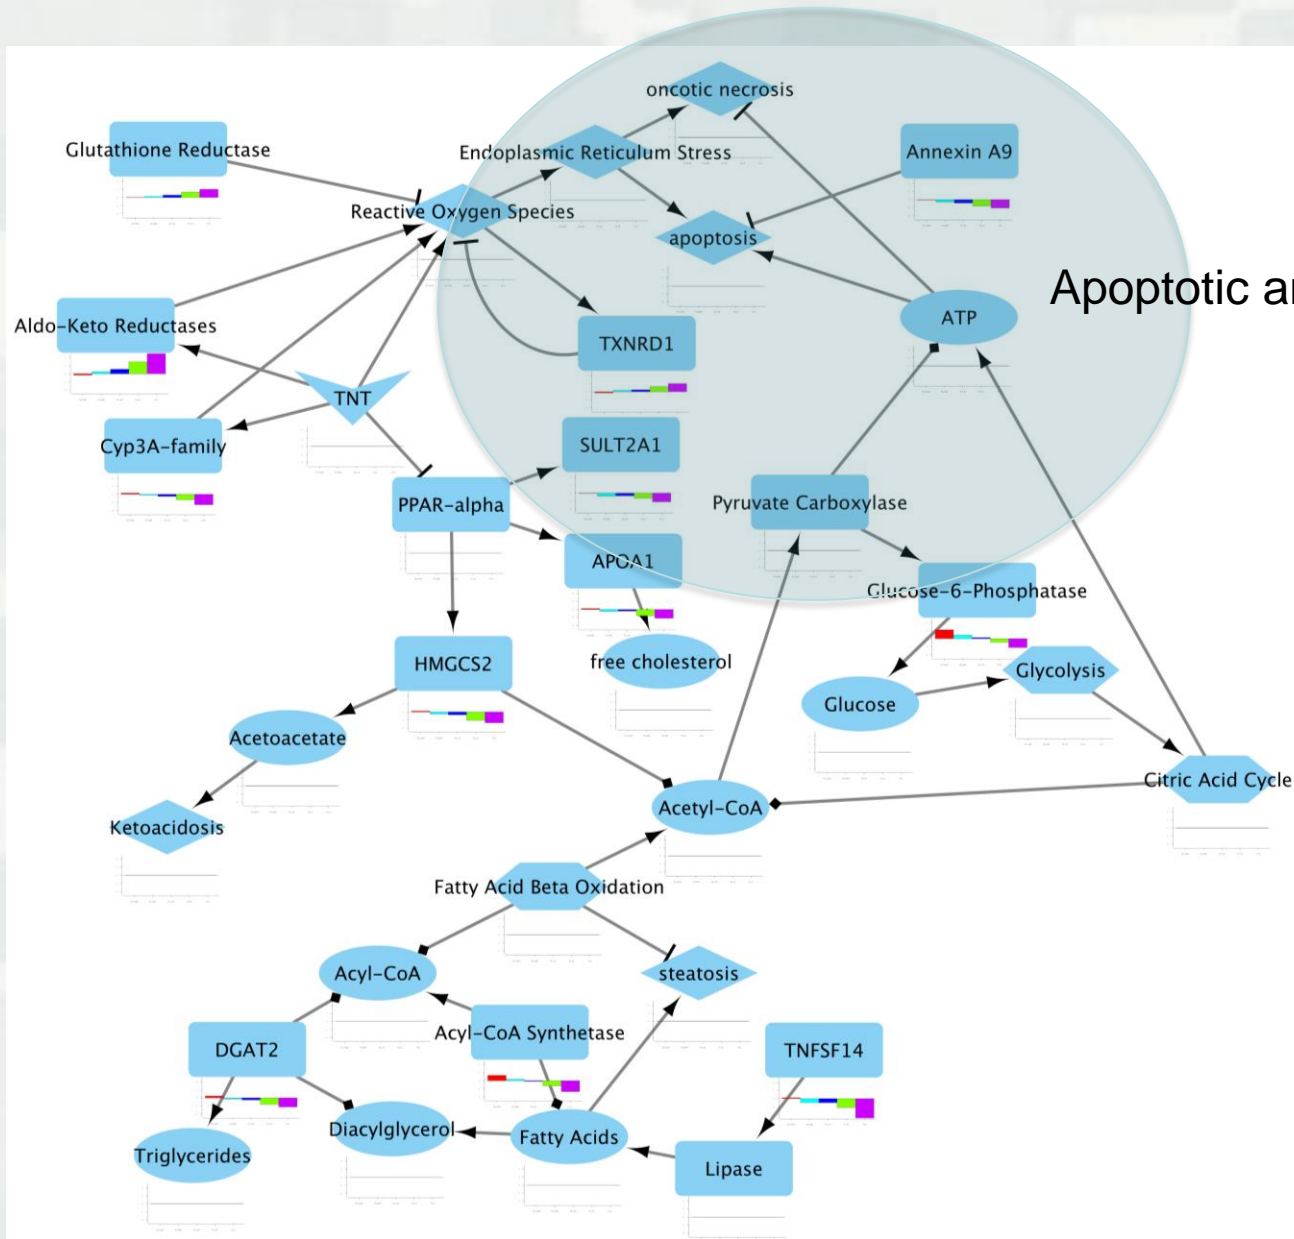 oncotic necrosis
Glutathione Reductase
Endoplasmic Reticulum Stress
Annexin A9
Reactive Oxygen Species
apoptosis
Apoptotic
ATP
Aldo-Keto Reductases
TXNRD1
TNT
Cyp3A-family
SULT2A1
PPAR-alpha
Pyruvate Carboxylase
APOA1
Glucose-6-Phosphatase
HMGCS2
free cholesterol
Glycolysis
Glucose
Acetoacetate
Citric Acid Cycle
Acetyl-CoA
Ketoacidosis
Fatty Acid Beta Oxidation
Acyl-CoA
steatosis
Acyl-CoA Synthetase
DGAT2
TNFSF14
Diacylglycerol
Fatty Acids
Triglycerides
Lipase